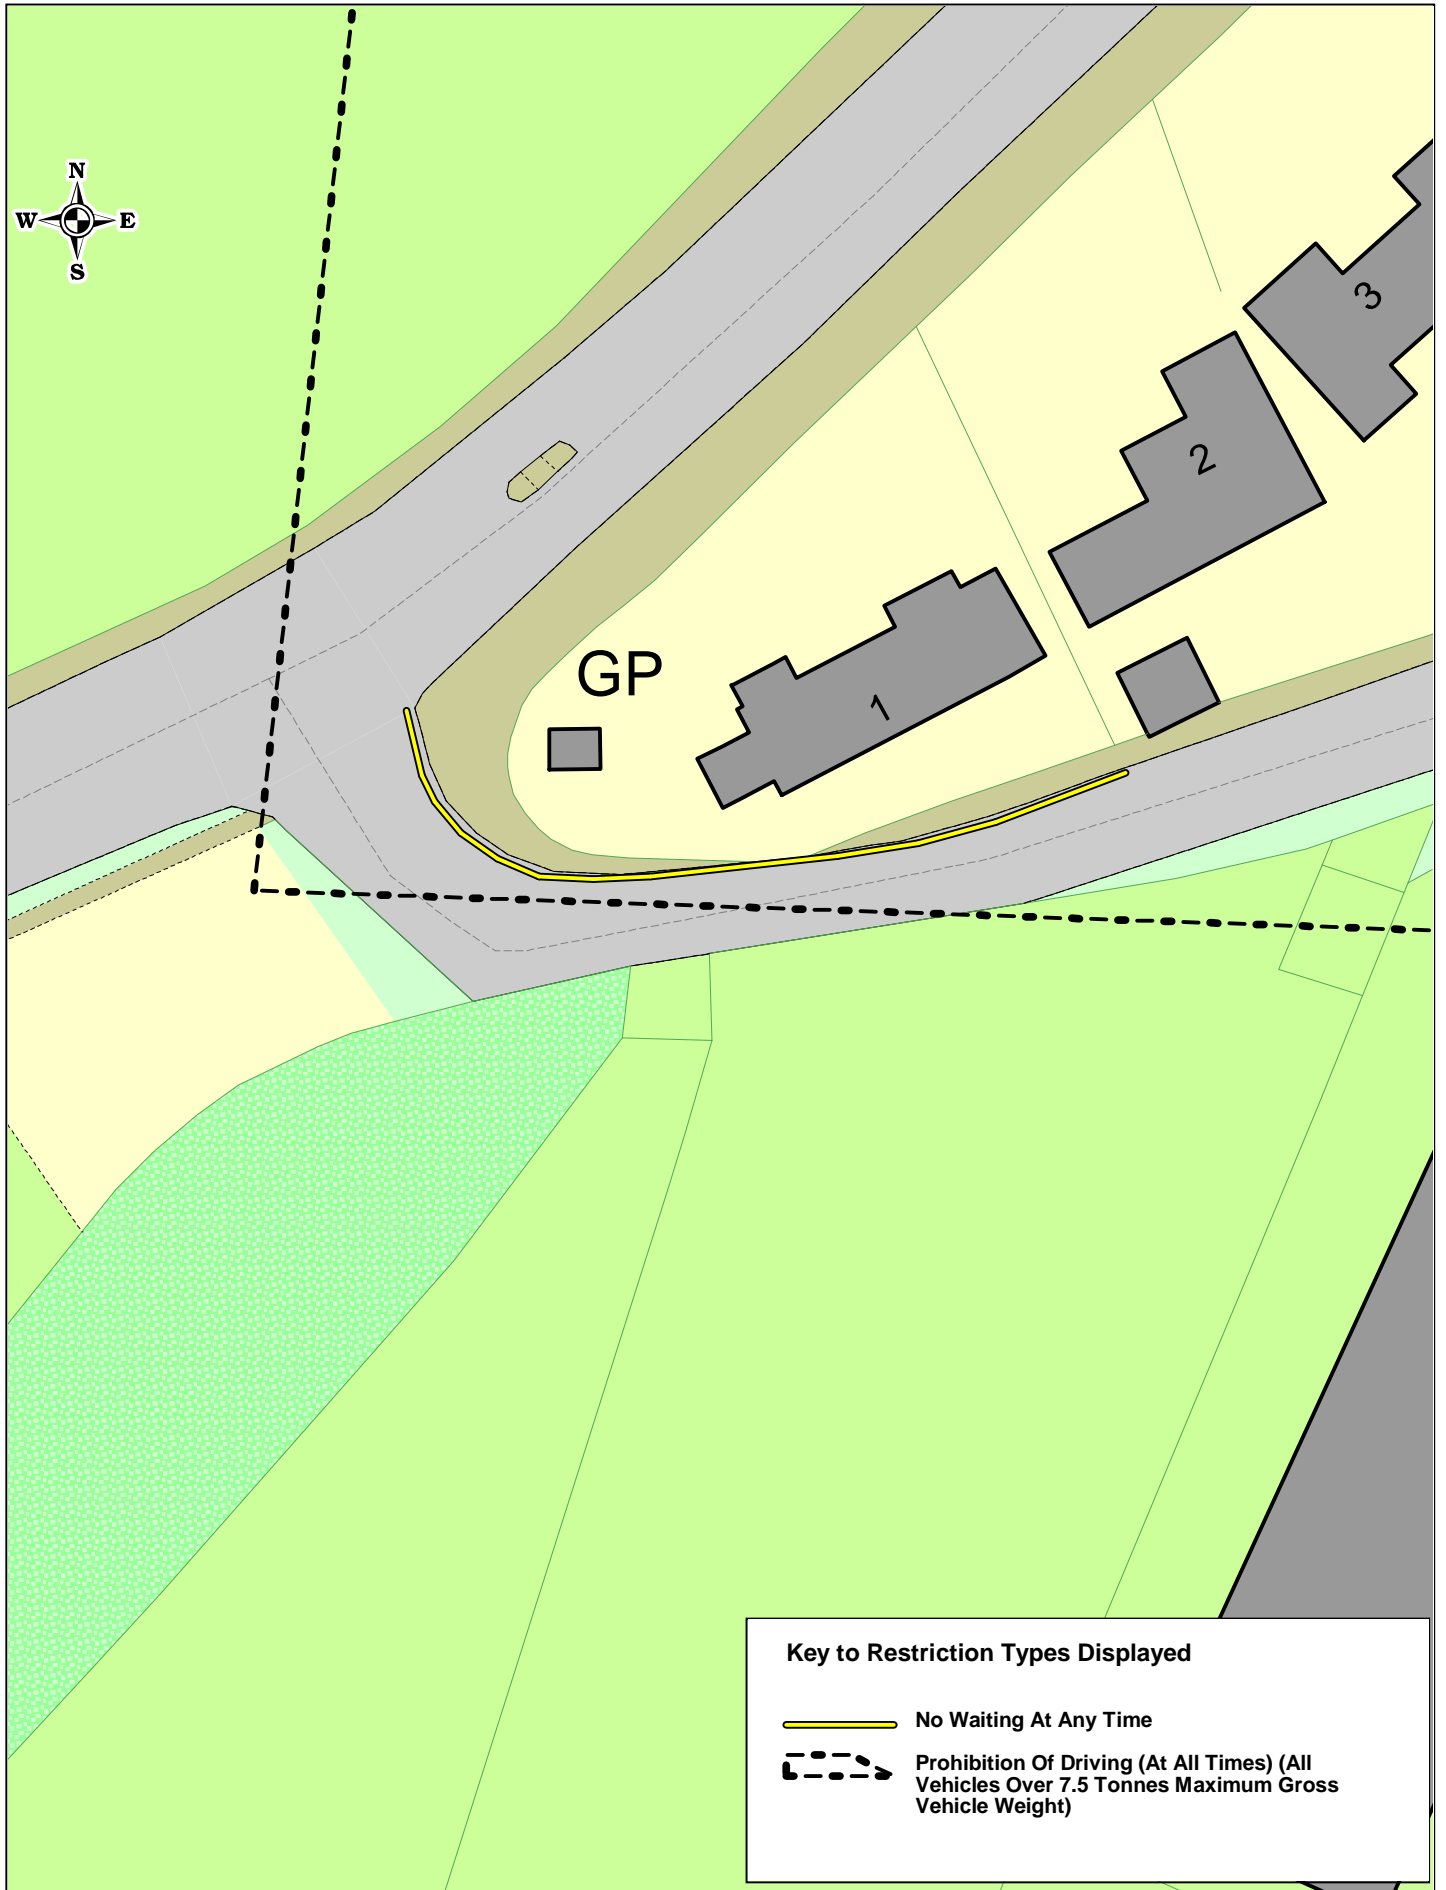 N
W E
S
3
2
GP
1
Key to Restriction Types Displayed
No Waiting At Any Time
Prohibition Of Driving (At All Times) (All
Vehicles Over 7.5 Tonnes Maximum Gross
Vehicle Weight)